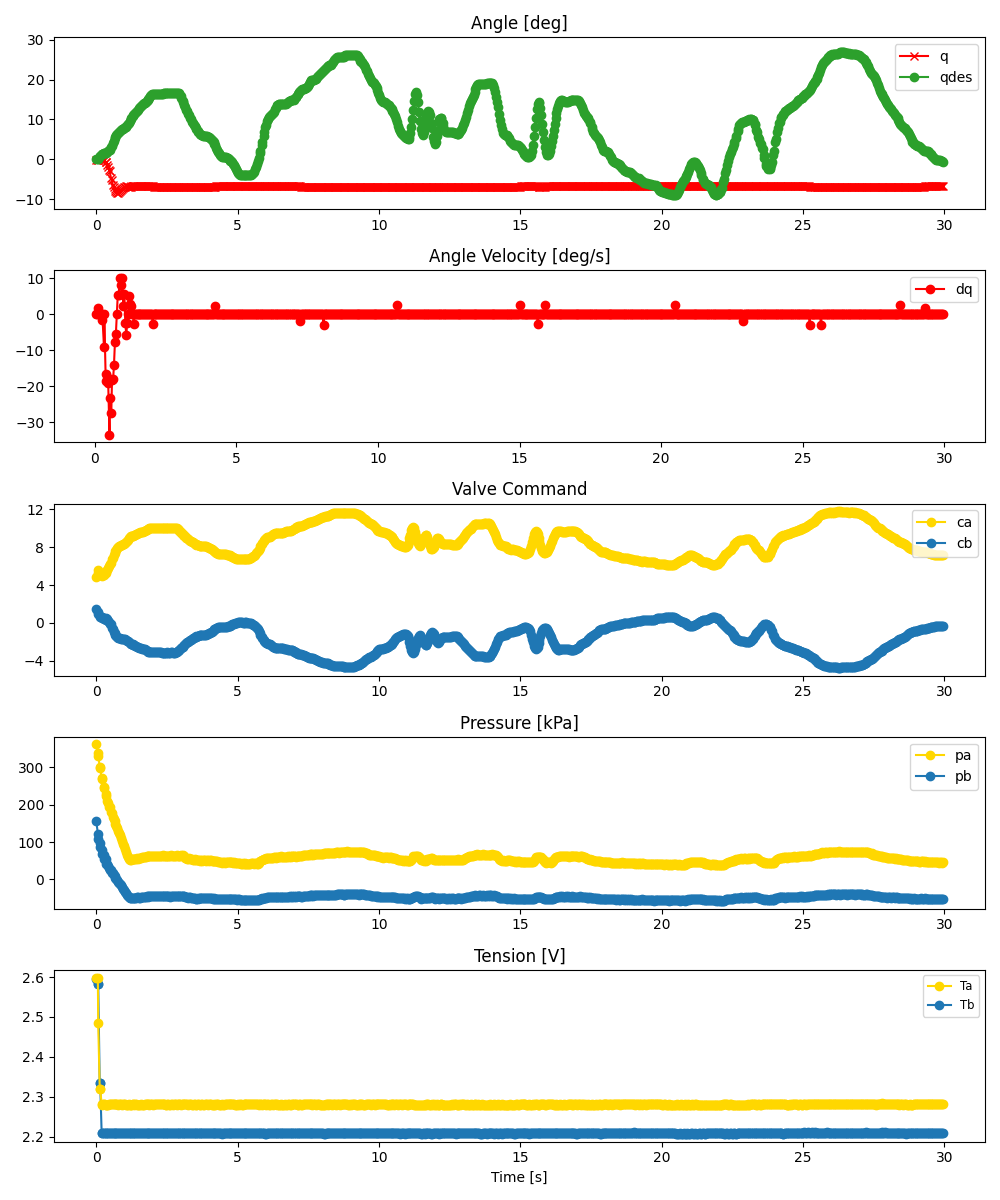 Angle [deg]
30
20
10
0
−10
q
qdes
0 5 10 15 20 25 30
Angle Velocity [deg/s]
10
0
−10
−20
−30
dq
0 5 10 15 20 25 30
Valve Command
12
8
4
0
−4
ca
cb
0 5 10 15 20 25 30
Pressure [kPa]
300
200
100
0
pa
pb
0 5 10 15 20 25 30
Tension [V]
2.6
2.5
2.4
2.3
2.2
Ta
Tb
0 5 10 15 20 25 30
Time [s]